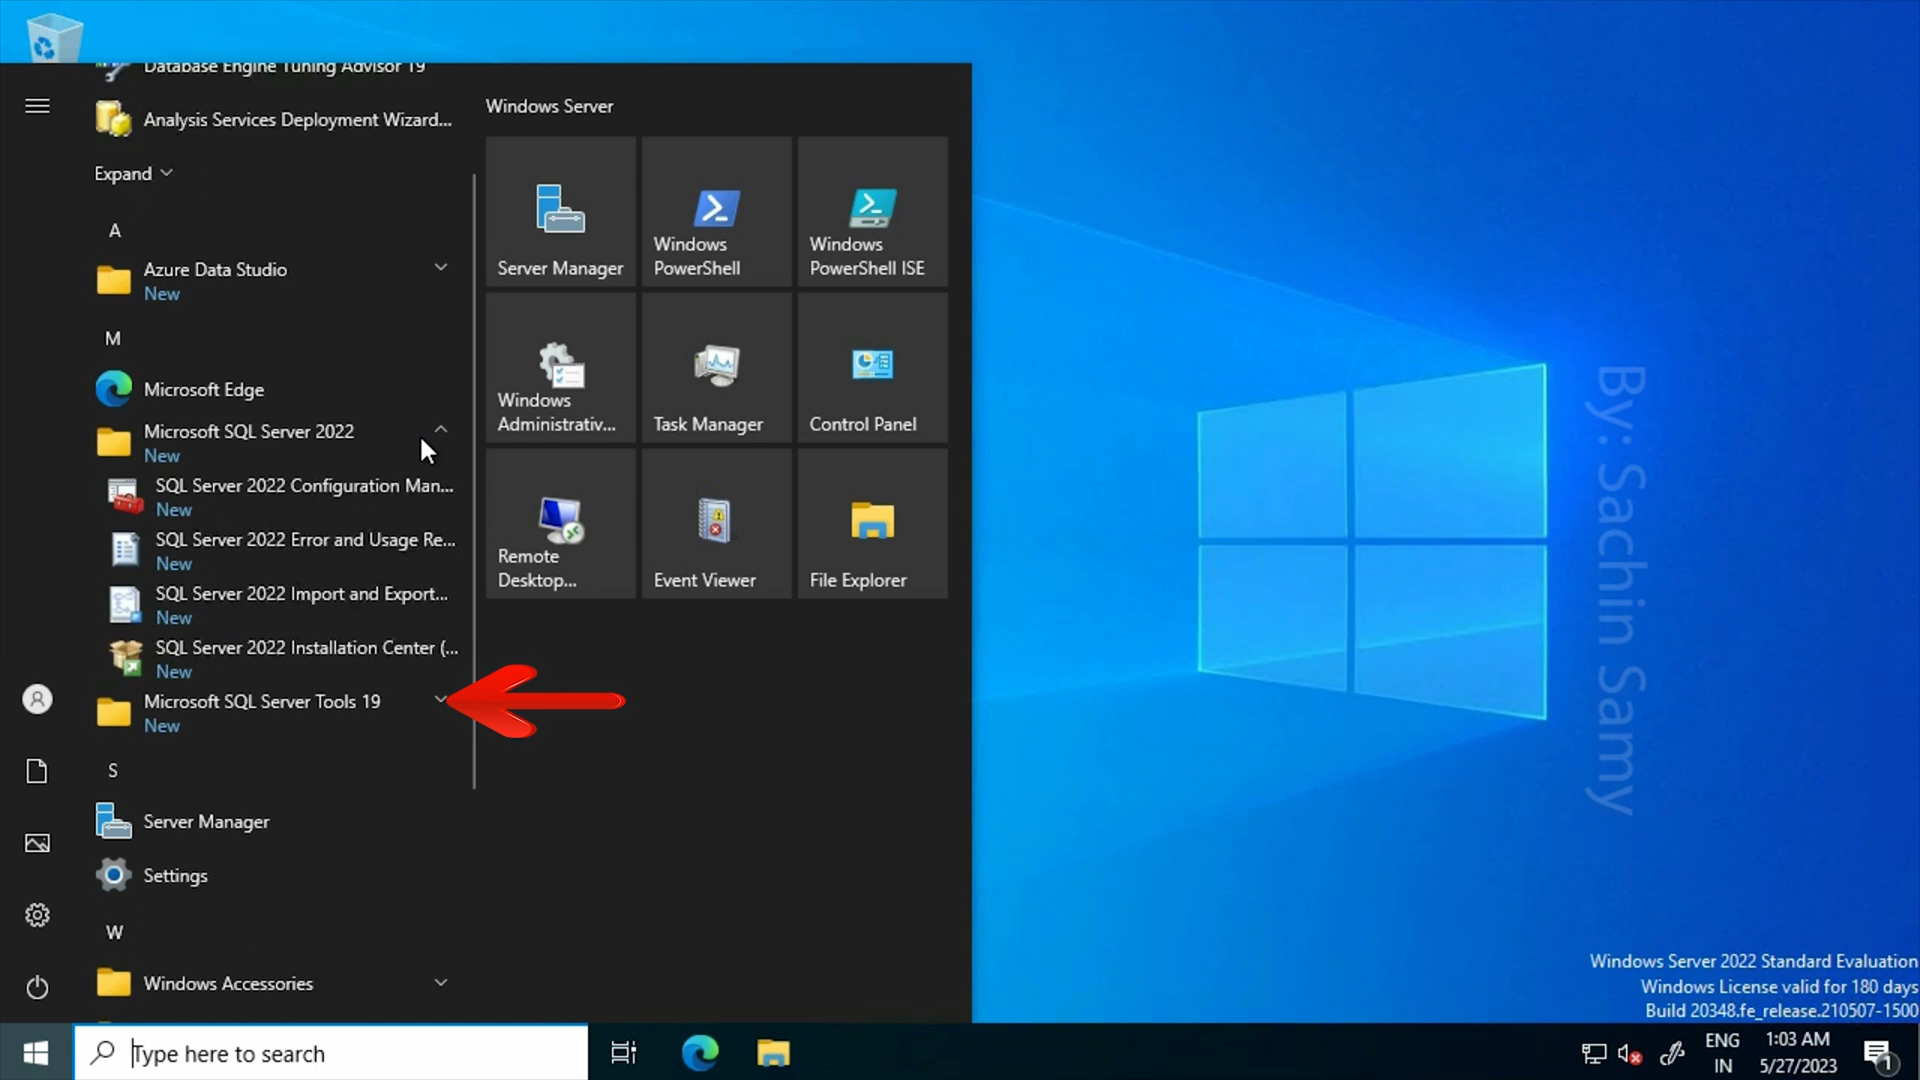 Database Engine Tuning Advisor 19
Analysis Services Deployment Wizard...
Expand
A
Azure Data Studio
New
M
Microsoft Edge
Microsoft SQL Server 2022
New
SQL Server 2022 Configuration Man...
New
SQL Server 2022 Error and Usage Re...
New
SQL Server 2022 Import and Export...
New
SQL Server 2022 Installation Center (...
New
Microsoft SQL Server Tools 19
New
S
Server Manager
Settings
W
Windows Accessories
Windows Server
Server Manager
Windows
PowerShell
Windows
PowerShell ISE
Windows
Administrativ...
Task Manager
Control Panel
Remote
Desktop...
Event Viewer
File Explorer
By: Sachin Samy
Windows Server 2022 Standard Evaluation
Windows License valid for 180 days
Build 20348.fe_release.210507-1500
Type here to search
ENG
IN
1:03 AM
5/27/2023
1